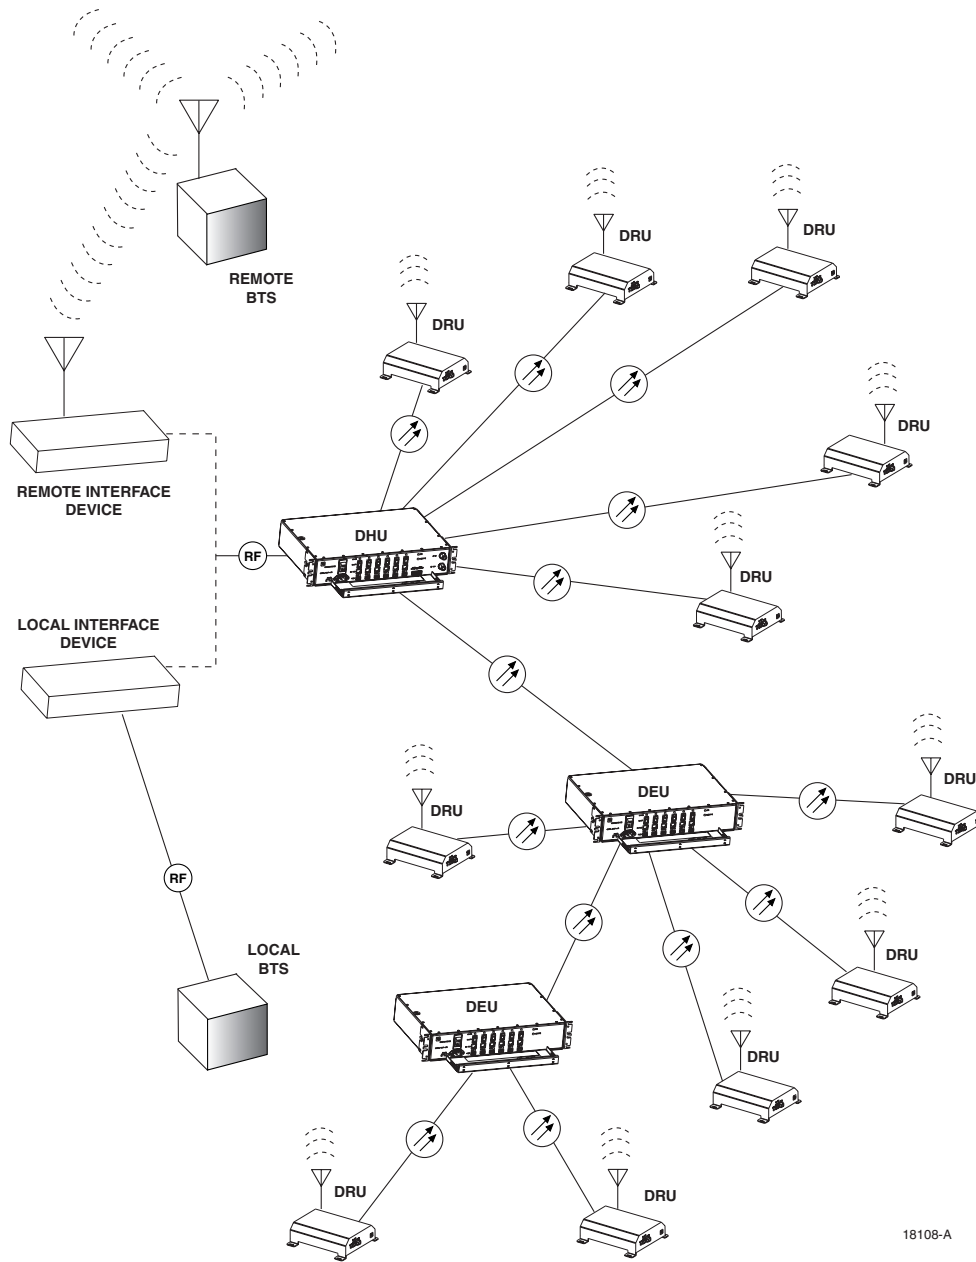 REMOTE
BTS
DRU
DRU
DRU
DRU
REMOTE INTERFACE
DEVICE
DHU
RF
DRU
LOCAL INTERFACE
DEVICE
DRU
DEU
DRU
RF
LOCAL
BTS
DRU
DEU
DRU
DRU
DRU
18108-A